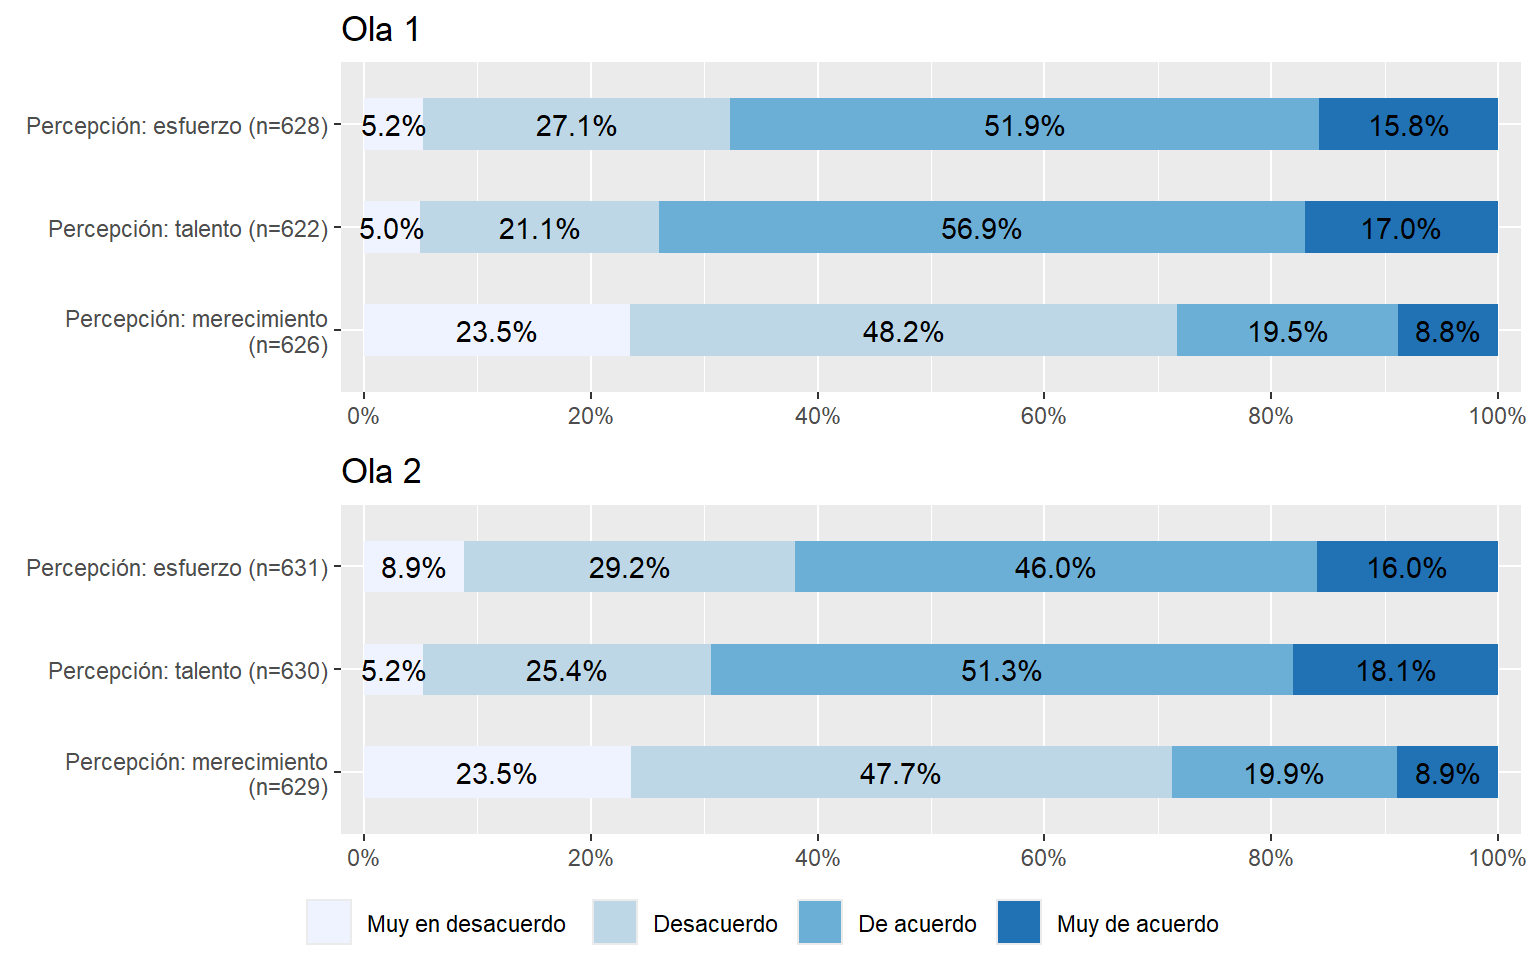 Ola 1
Percepción: esfuerzo (n=628)
5.2% 27.1% 51.9% 15.8%
Percepción: talento (n=622)
5.0% 21.1% 56.9% 17.0%
Percepción: merecimiento
(n=626)
23.5% 48.2% 19.5% 8.8%
0% 20% 40% 60% 80% 100%
Ola 2
Percepción: esfuerzo (n=631)
8.9% 29.2% 46.0% 16.0%
Percepción: talento (n=630)
5.2% 25.4% 51.3% 18.1%
Percepción: merecimiento
(n=629)
23.5% 47.7% 19.9% 8.9%
0% 20% 40% 60% 80% 100%
Muy en desacuerdo Desacuerdo De acuerdo Muy de acuerdo